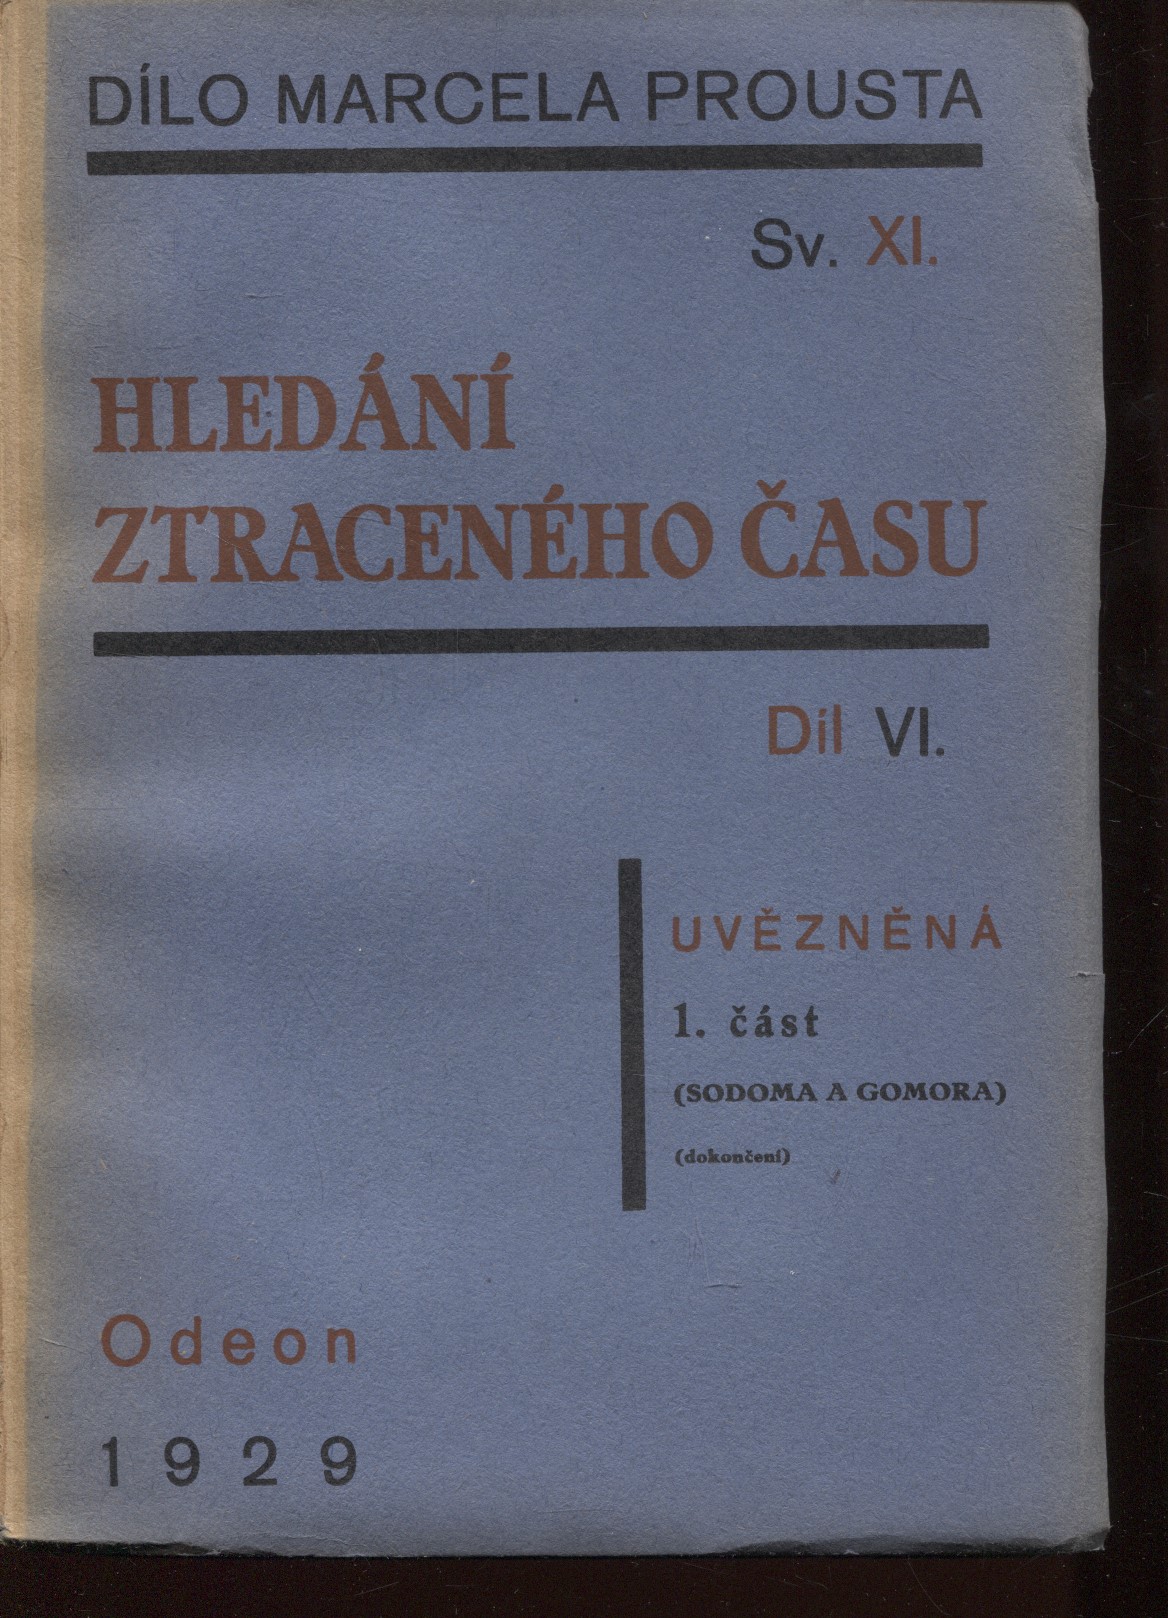 DÍLO MARCELA PROUSTA
Sv. XI.
HLEDÁNÍ
ZTRACENÉHO ČASU
Díl VI.
UVĚZNĚNÁ
1. část
(SODOMA A GOMORA)
(dokončení)
Odeon
1929